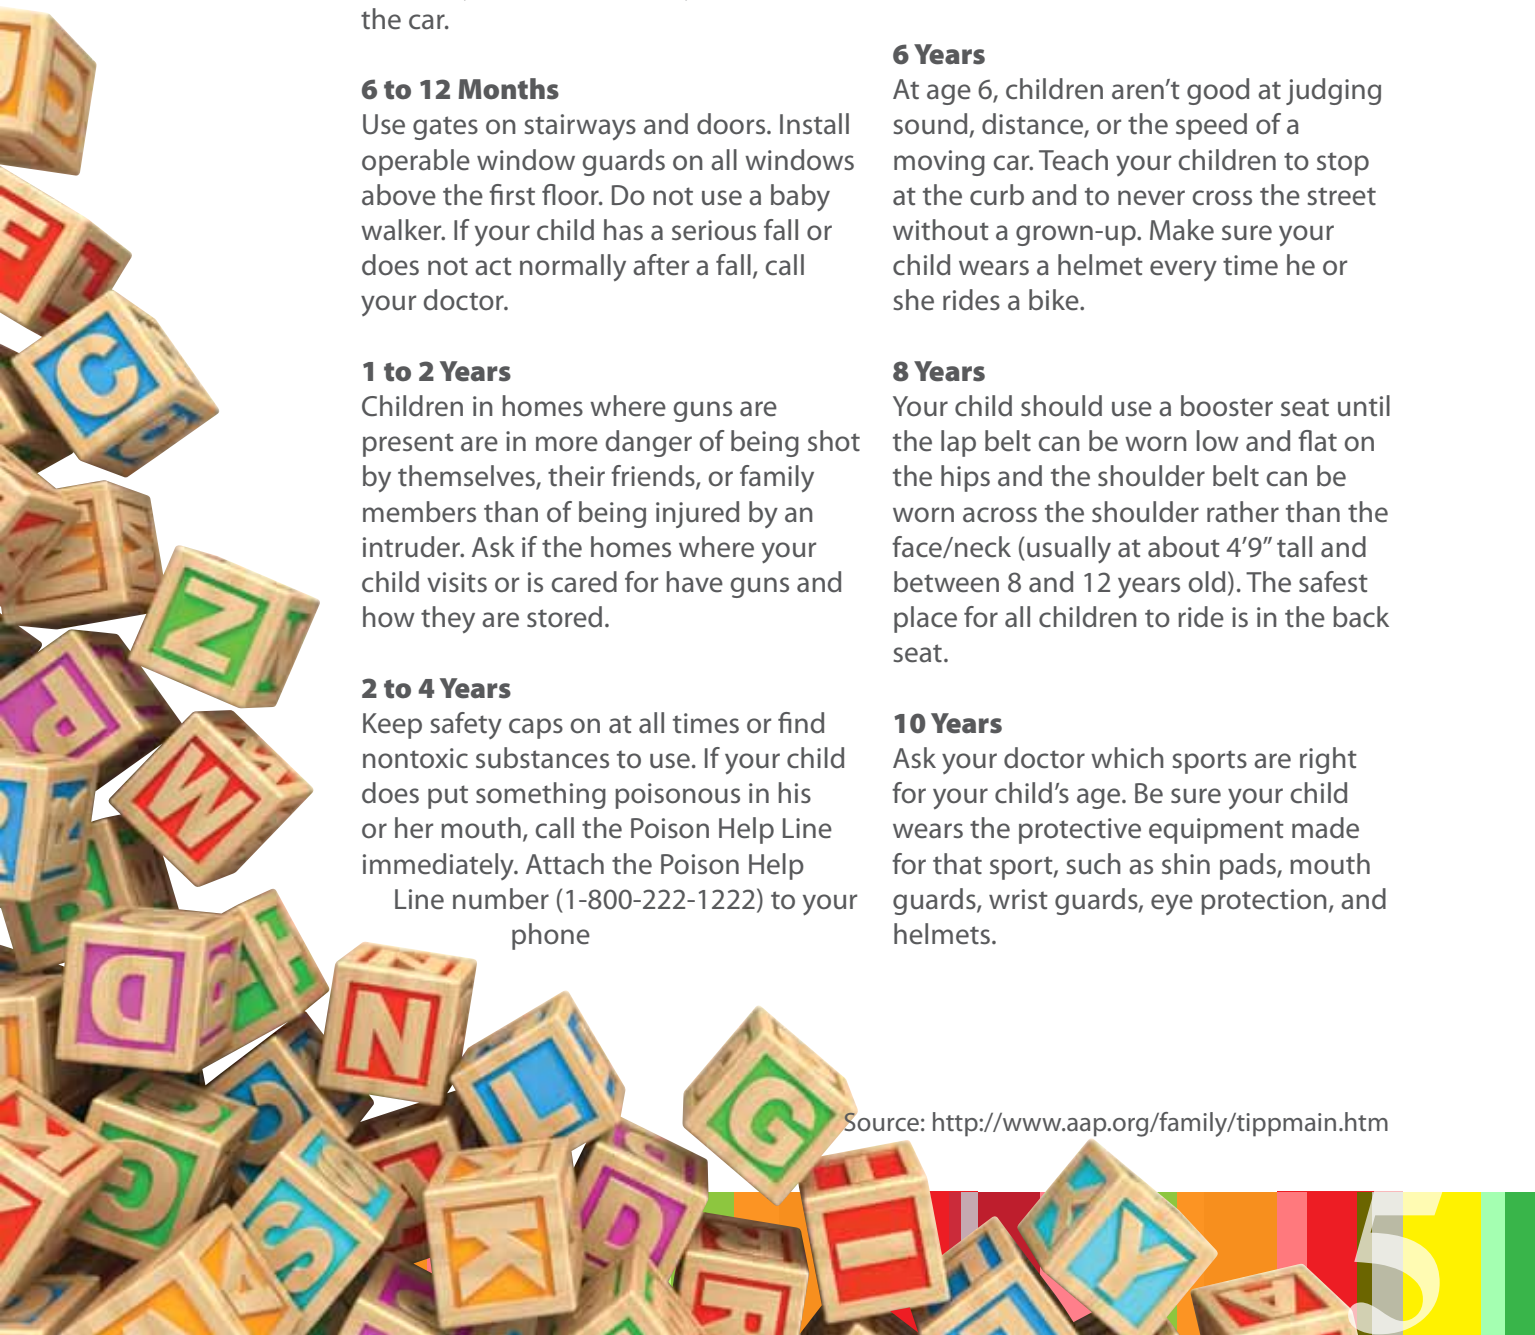 the car.
6 to 12 Months
Use gates on stairways and doors. Install
operable window guards on all windows
above the first floor. Do not use a baby
walker. If your child has a serious fall or
does not act normally after a fall, call
your doctor.
1 to 2 Years
Children in homes where guns are
present are in more danger of being shot
by themselves, their friends, or family
members than of being injured by an
intruder. Ask if the homes where your
child visits or is cared for have guns and
how they are stored.
2 to 4 Years
Keep safety caps on at all times or find
nontoxic substances to use. If your child
does put something poisonous in his
or her mouth, call the Poison Help Line
immediately. Attach the Poison Help
Line number (1-800-222-1222) to your
phone
6 Years
At age 6, children aren't good at judging
sound, distance, or the speed of a
moving car. Teach your children to stop
at the curb and to never cross the street
without a grown-up. Make sure your
child wears a helmet every time he or
she rides a bike.
8 Years
Your child should use a booster seat until
the lap belt can be worn low and flat on
the hips and the shoulder belt can be
worn across the shoulder rather than the
face/neck (usually at about 4'9" tall and
between 8 and 12 years old). The safest
place for all children to ride is in the back
seat.
10 Years
Ask your doctor which sports are right
for your child's age. Be sure your child
wears the protective equipment made
for that sport, such as shin pads, mouth
guards, wrist guards, eye protection, and
helmets.
Source: http://www.aap.org/family/tippmain.htm
5
C
Z
P
W
D
N
L
G
G
S
K
D
I
Y
R